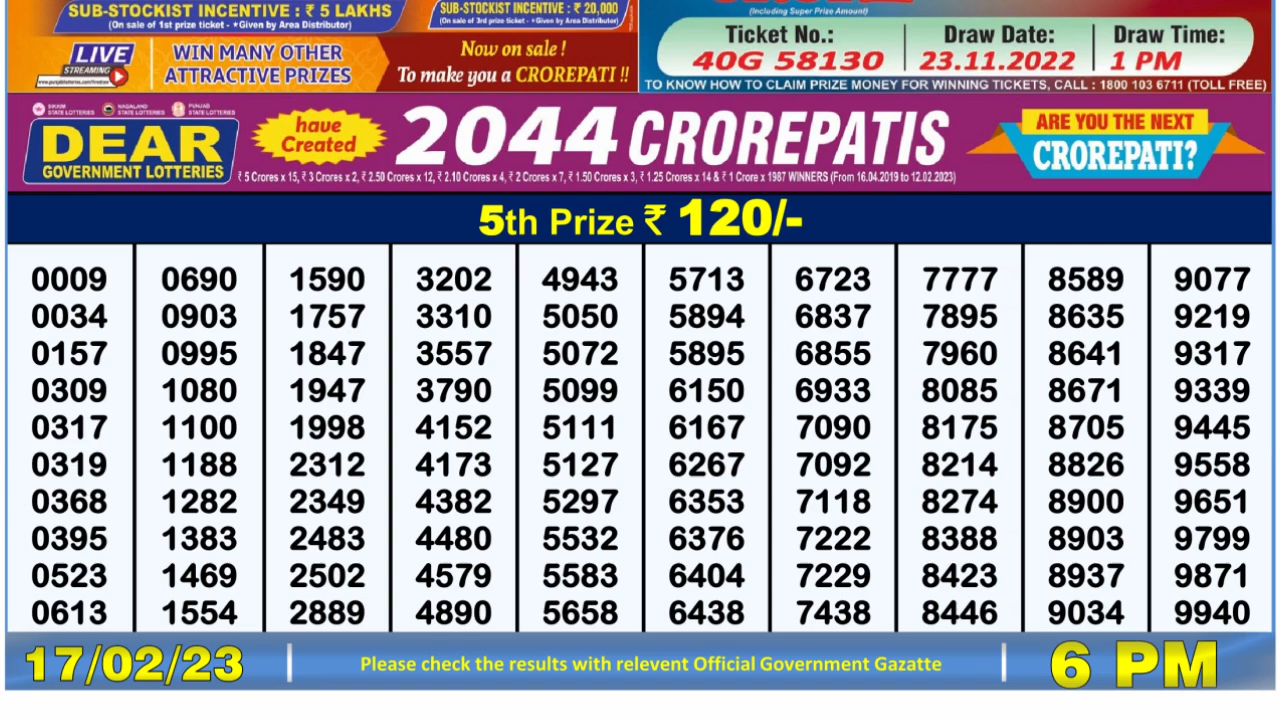 SUB-STOCKIST INCENTIVE : ₹ 5 LAKHS
(On sale of 1st prize ticket - *Given by Area Distributor)
SUB-STOCKIST INCENTIVE : ₹ 20,000
(On sale of 3rd prize ticket - *Given by Area Distributor)
LIVE
STREAMING
WIN MANY OTHER
ATTRACTIVE PRIZES
Now on sale !
To make you a CROREPATI !!
(Including Super Prize Amount)
Ticket No.: Draw Date: Draw Time:
40G 58130 23.11.2022 1 PM
TO KNOW HOW TO CLAIM PRIZE MONEY FOR WINNING TICKETS, CALL : 1800 103 6711 (TOLL FREE)
SIKKIM STATE LOTTERIES NAGALAND STATE LOTTERIES PUNJAB STATE LOTTERIES
DEAR
GOVERNMENT LOTTERIES
have
Created
2044 CROREPATIS
₹ 5 Crores x 15, ₹ 3 Crores x 2, ₹ 2.50 Crores x 12, ₹ 2.10 Crores x 4, ₹ 2 Crores x 7, ₹ 1.50 Crores x 3, ₹ 1.25 Crores x 14 & ₹ 1 Crore x 1987 WINNERS (From 16.04.2019 to 12.02.2023)
ARE YOU THE NEXT
CROREPATI?
5th Prize ₹ 120/-
0009 0690 1590 3202 4943 5713 6723 7777 8589 9077
0034 0903 1757 3310 5050 5894 6837 7895 8635 9219
0157 0995 1847 3557 5072 5895 6855 7960 8641 9317
0309 1080 1947 3790 5099 6150 6933 8085 8671 9339
0317 1100 1998 4152 5111 6167 7090 8175 8705 9445
0319 1188 2312 4173 5127 6267 7092 8214 8826 9558
0368 1282 2349 4382 5297 6353 7118 8274 8900 9651
0395 1383 2483 4480 5532 6376 7222 8388 8903 9799
0523 1469 2502 4579 5583 6404 7229 8423 8937 9871
0613 1554 2889 4890 5658 6438 7438 8446 9034 9940
17/02/23
Please check the results with relevent Official Government Gazatte
6 PM